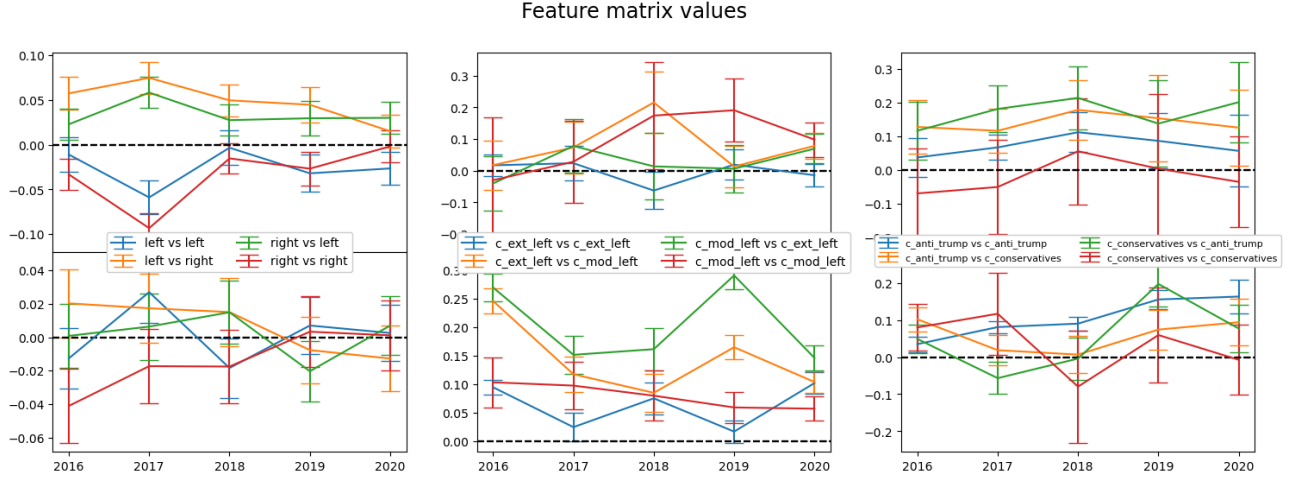 Feature matrix values
0.10
0.05
0.00
−0.05
−0.10
left vs left
left vs right
right vs left
right vs right
0.04
0.02
0.00
−0.02
−0.04
−0.06
2016 2017 2018 2019 2020
0.3
0.2
0.1
0.0
−0.1
−0.2
c_ext_left vs c_ext_left
c_ext_left vs c_mod_left
c_mod_left vs c_ext_left
c_mod_left vs c_mod_left
0.30
0.25
0.20
0.15
0.10
0.05
0.00
2016 2017 2018 2019 2020
0.3
0.2
0.1
0.0
−0.1
−0.2
c_anti_trump vs c_anti_trump
c_anti_trump vs c_conservatives
c_conservatives vs c_anti_trump
c_conservatives vs c_conservatives
0.2
0.1
0.0
−0.1
−0.2
2016 2017 2018 2019 2020